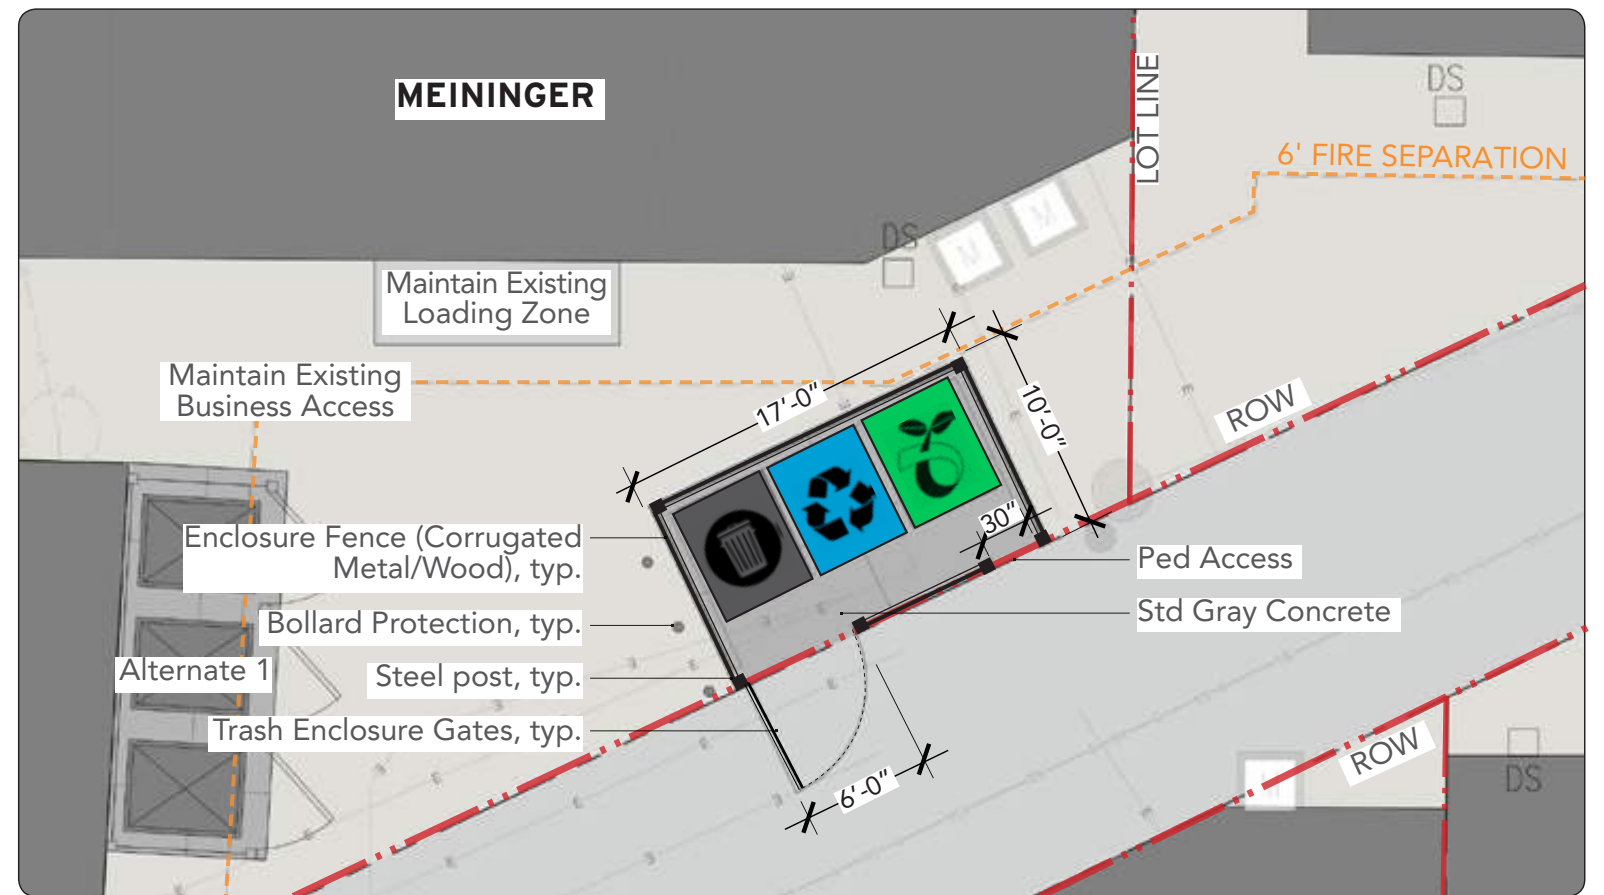 MEININGER
LOT LINE
DS
6' FIRE SEPARATION
DS
M
M
Maintain Existing
Loading Zone
Maintain Existing
Business Access
17'-0"
10'-0"
ROW
30"
Enclosure Fence (Corrugated
Metal/Wood), typ.
Ped Access
Std Gray Concrete
Bollard Protection, typ.
Alternate 1
Steel post, typ.
Trash Enclosure Gates, typ.
6'-0"
ROW
DS